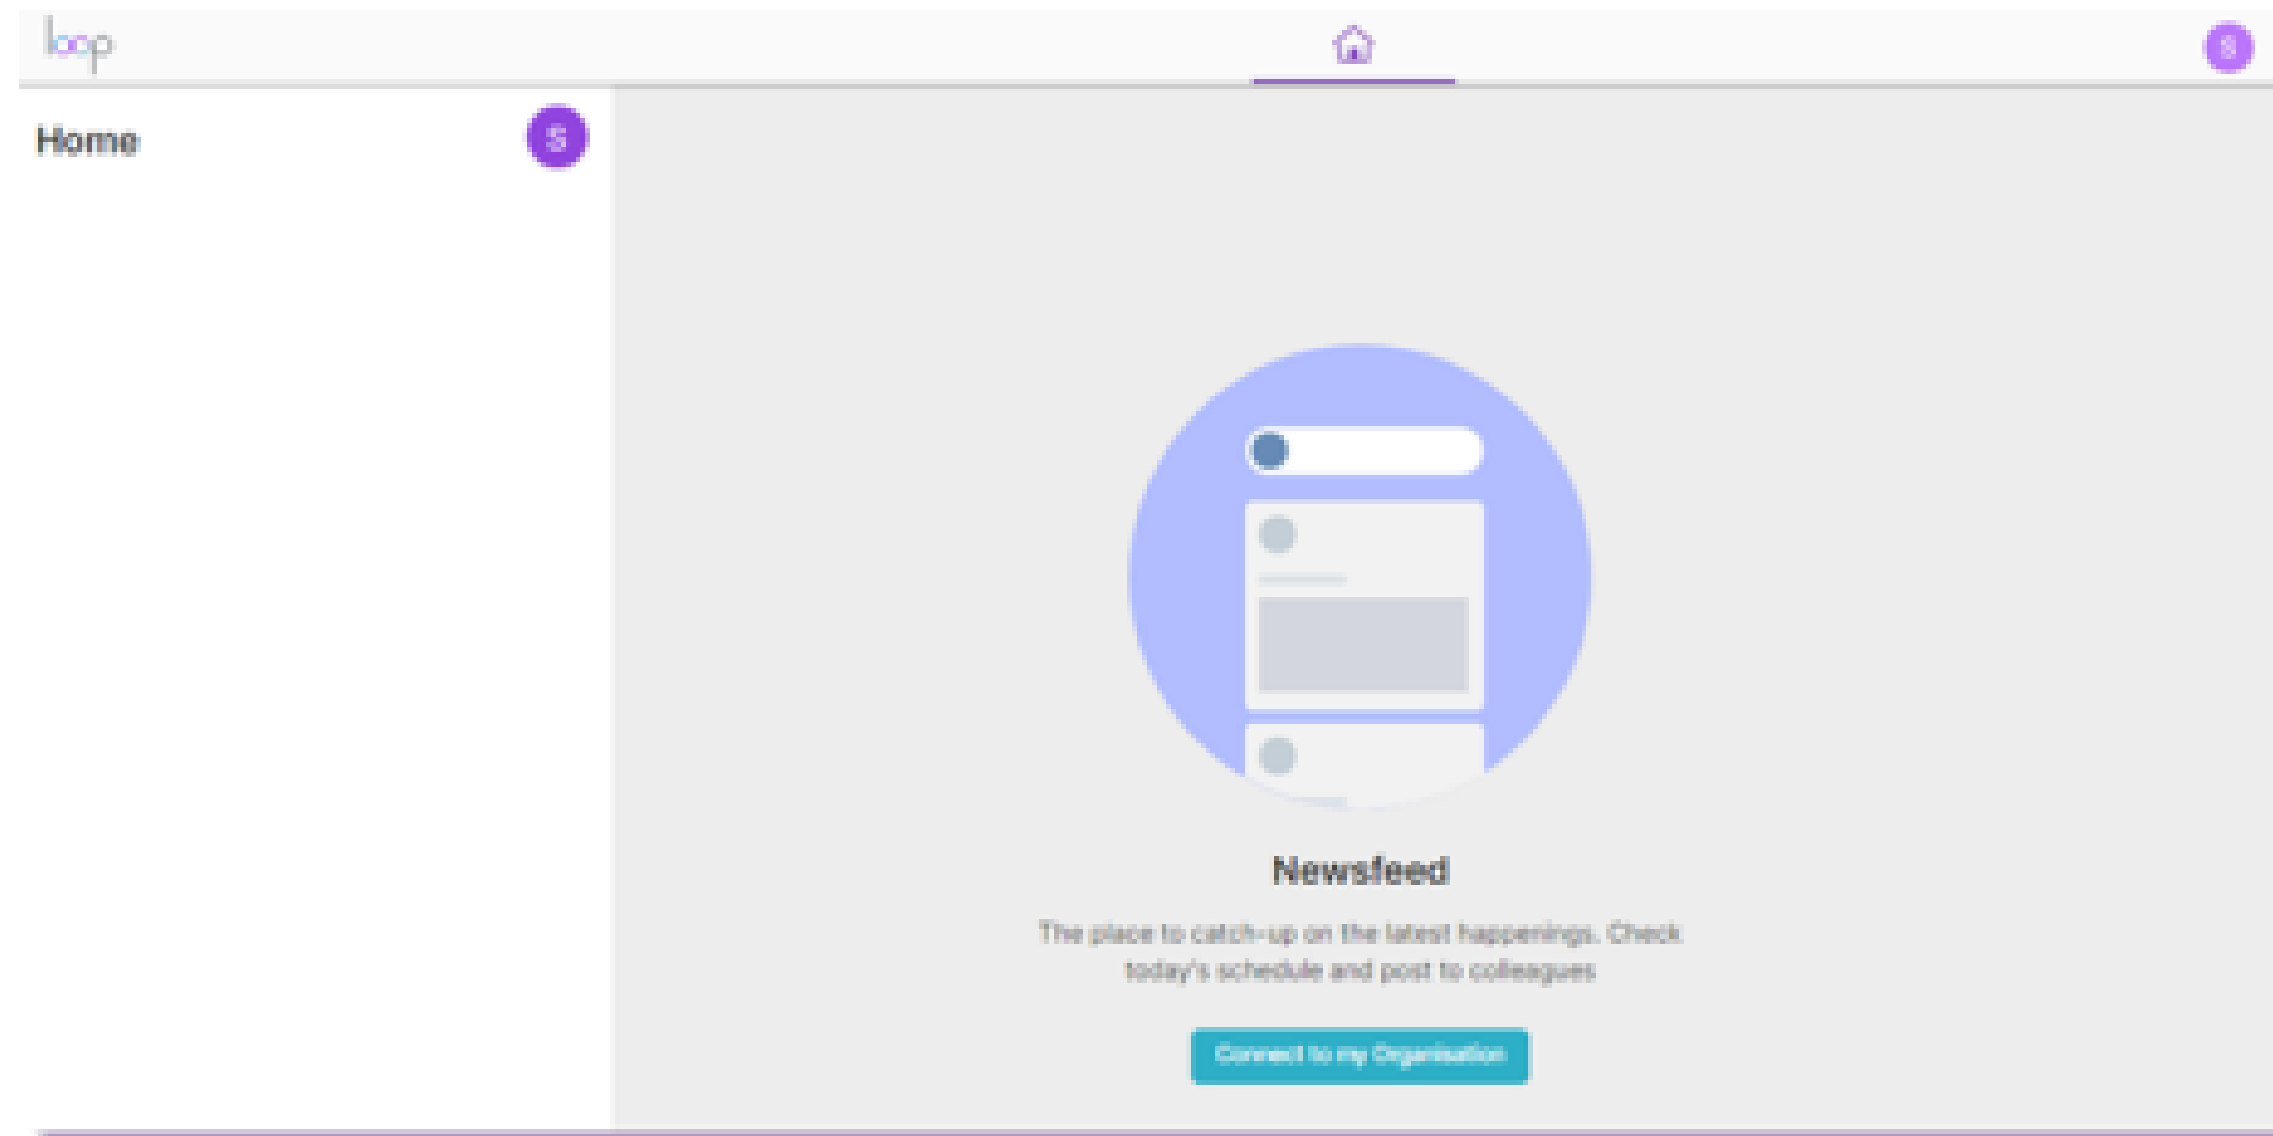 loop
S
Home
S
Newsfeed
The place to catch-up on the latest happenings. Check
today's schedule and post to colleagues
Connect to my Organisation